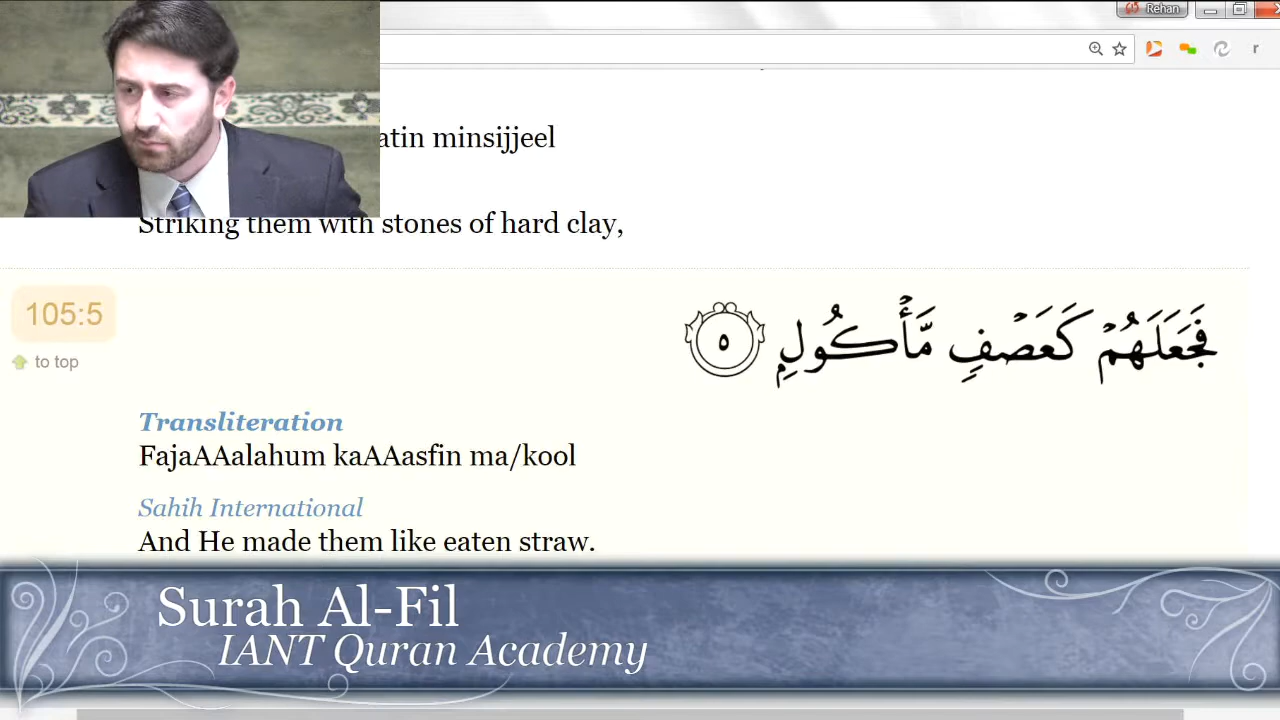 Rehan
r
atin minsijjeel
Striking them with stones of hard clay,
105:5
فَجَعَلَهُمْ كَعَصْفٍ مَّأْكُولٍ ٥
to top
Transliteration
FajaAAalahum kaAAasfin ma/kool
Sahih International
And He made them like eaten straw.
Surah Al-Fil
IANT Quran Academy